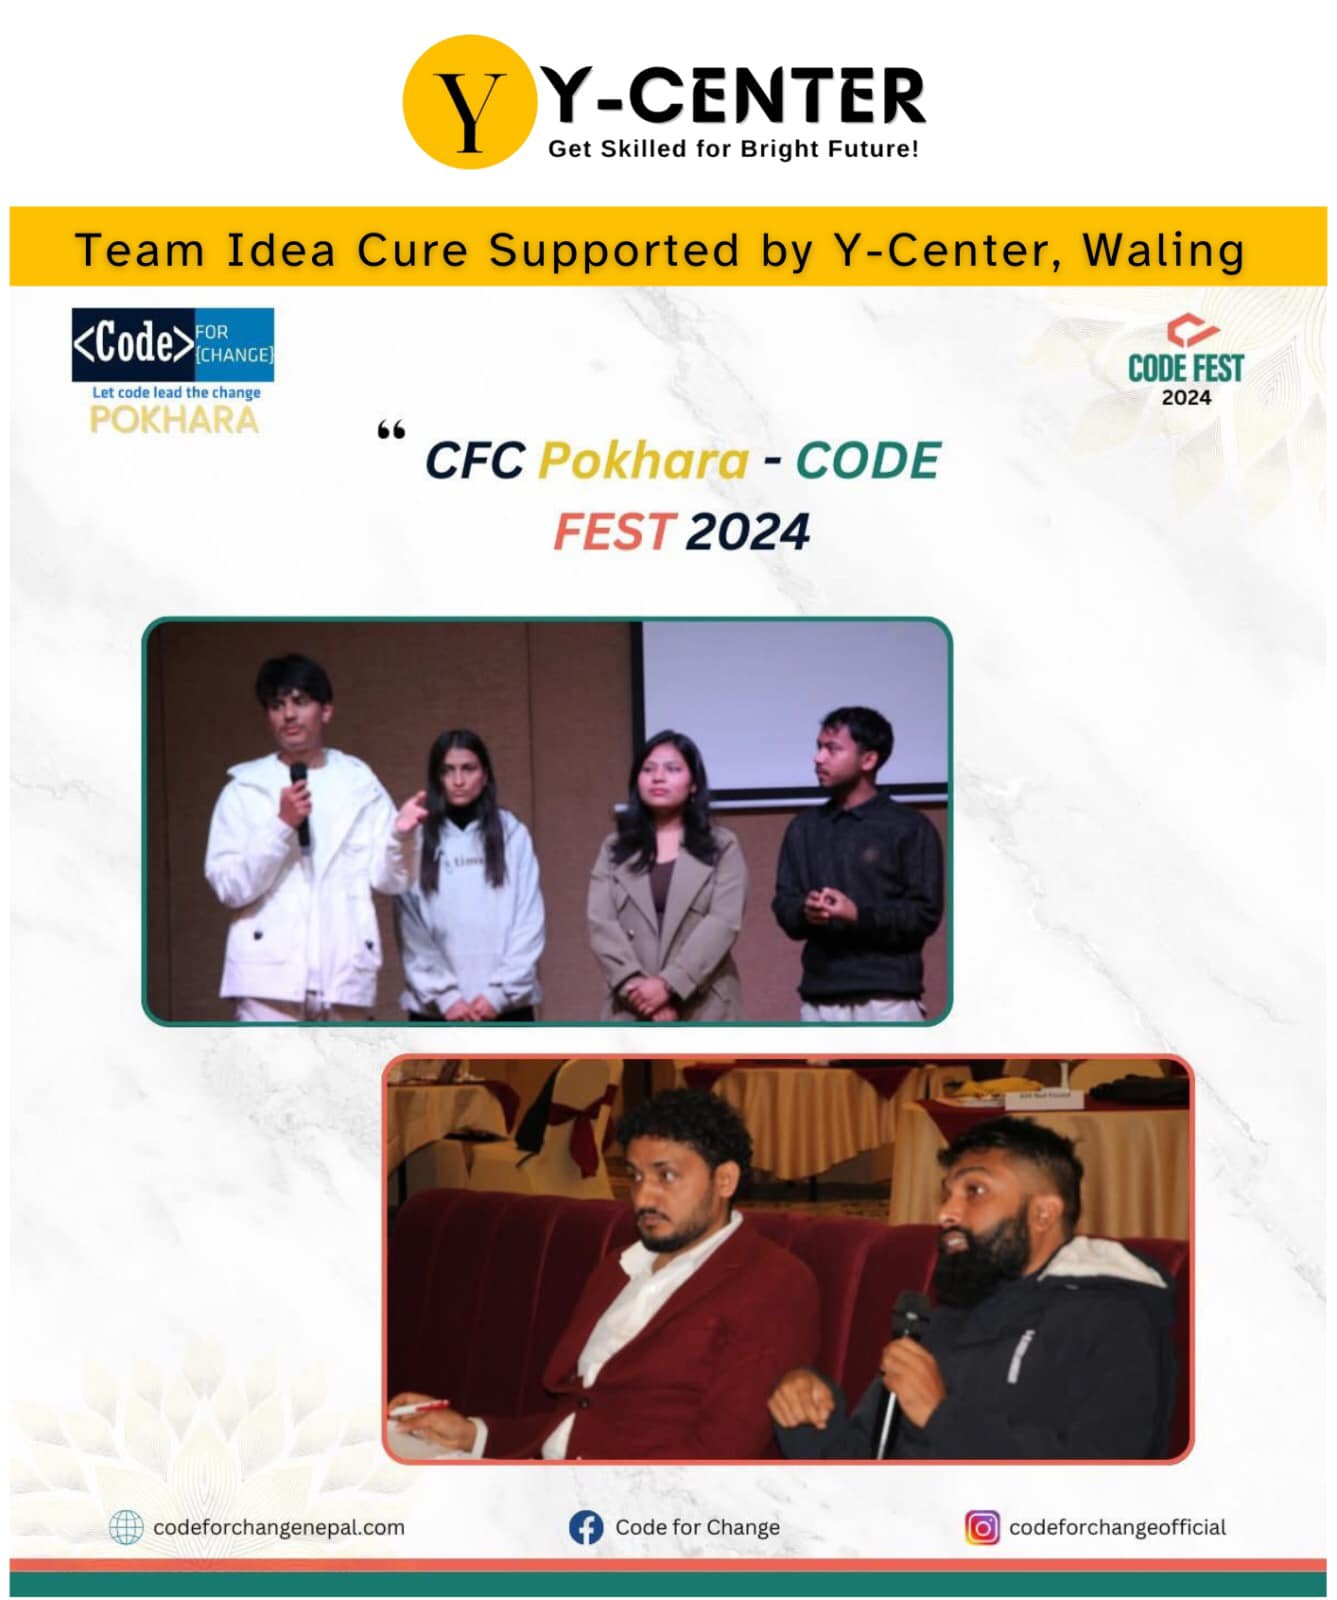 Y Y-CENTER
Get Skilled for Bright Future!
Team Idea Cure Supported by Y-Center, Waling
<Code> FOR {CHANGE}
Let code lead the change
POKHARA
CODE FEST
2024
“ CFC Pokhara - CODE
FEST 2024
codeforchangenepal.com
Code for Change
codeforchangeofficial